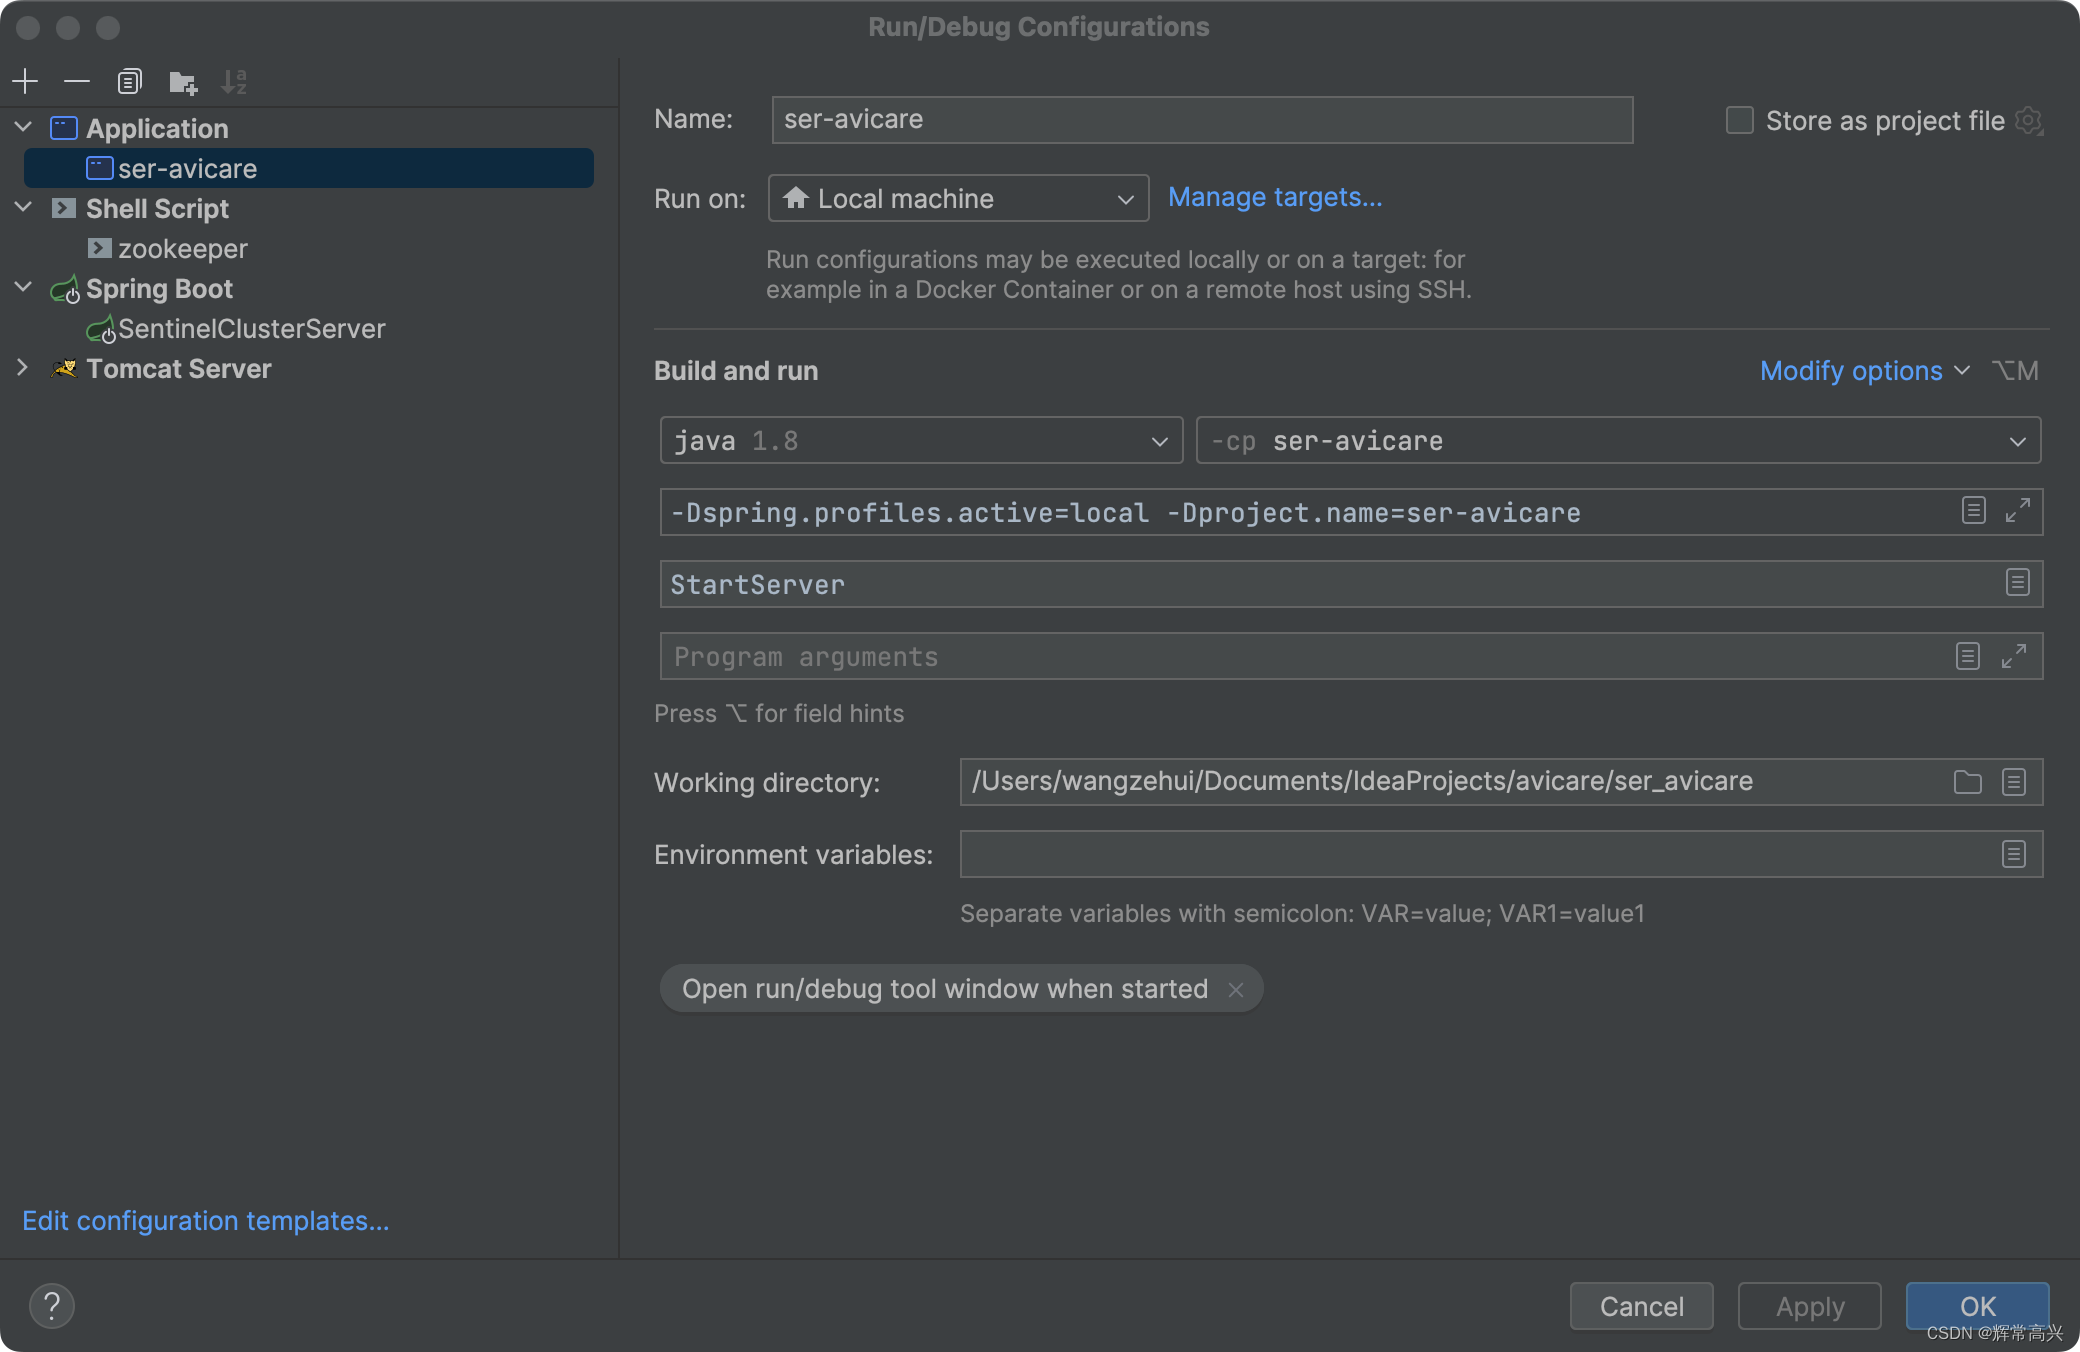 Run/Debug Configurations
Application
ser-avicare
Shell Script
zookeeper
Spring Boot
SentinelClusterServer
Tomcat Server
Edit configuration templates...
Name: ser-avicare
Store as project file
Run on: Local machine Manage targets...
Run configurations may be executed locally or on a target: for
example in a Docker Container or on a remote host using SSH.
Build and run
Modify options ⌥M
java 1.8
-cp ser-avicare
-Dspring.profiles.active=local -Dproject.name=ser-avicare
StartServer
Program arguments
Press ⌥ for field hints
Working directory: /Users/wangzehui/Documents/IdeaProjects/avicare/ser_avicare
Environment variables:
Separate variables with semicolon: VAR=value; VAR1=value1
Open run/debug tool window when started ×
?
Cancel
Apply
OK
CSDN @辉常高兴